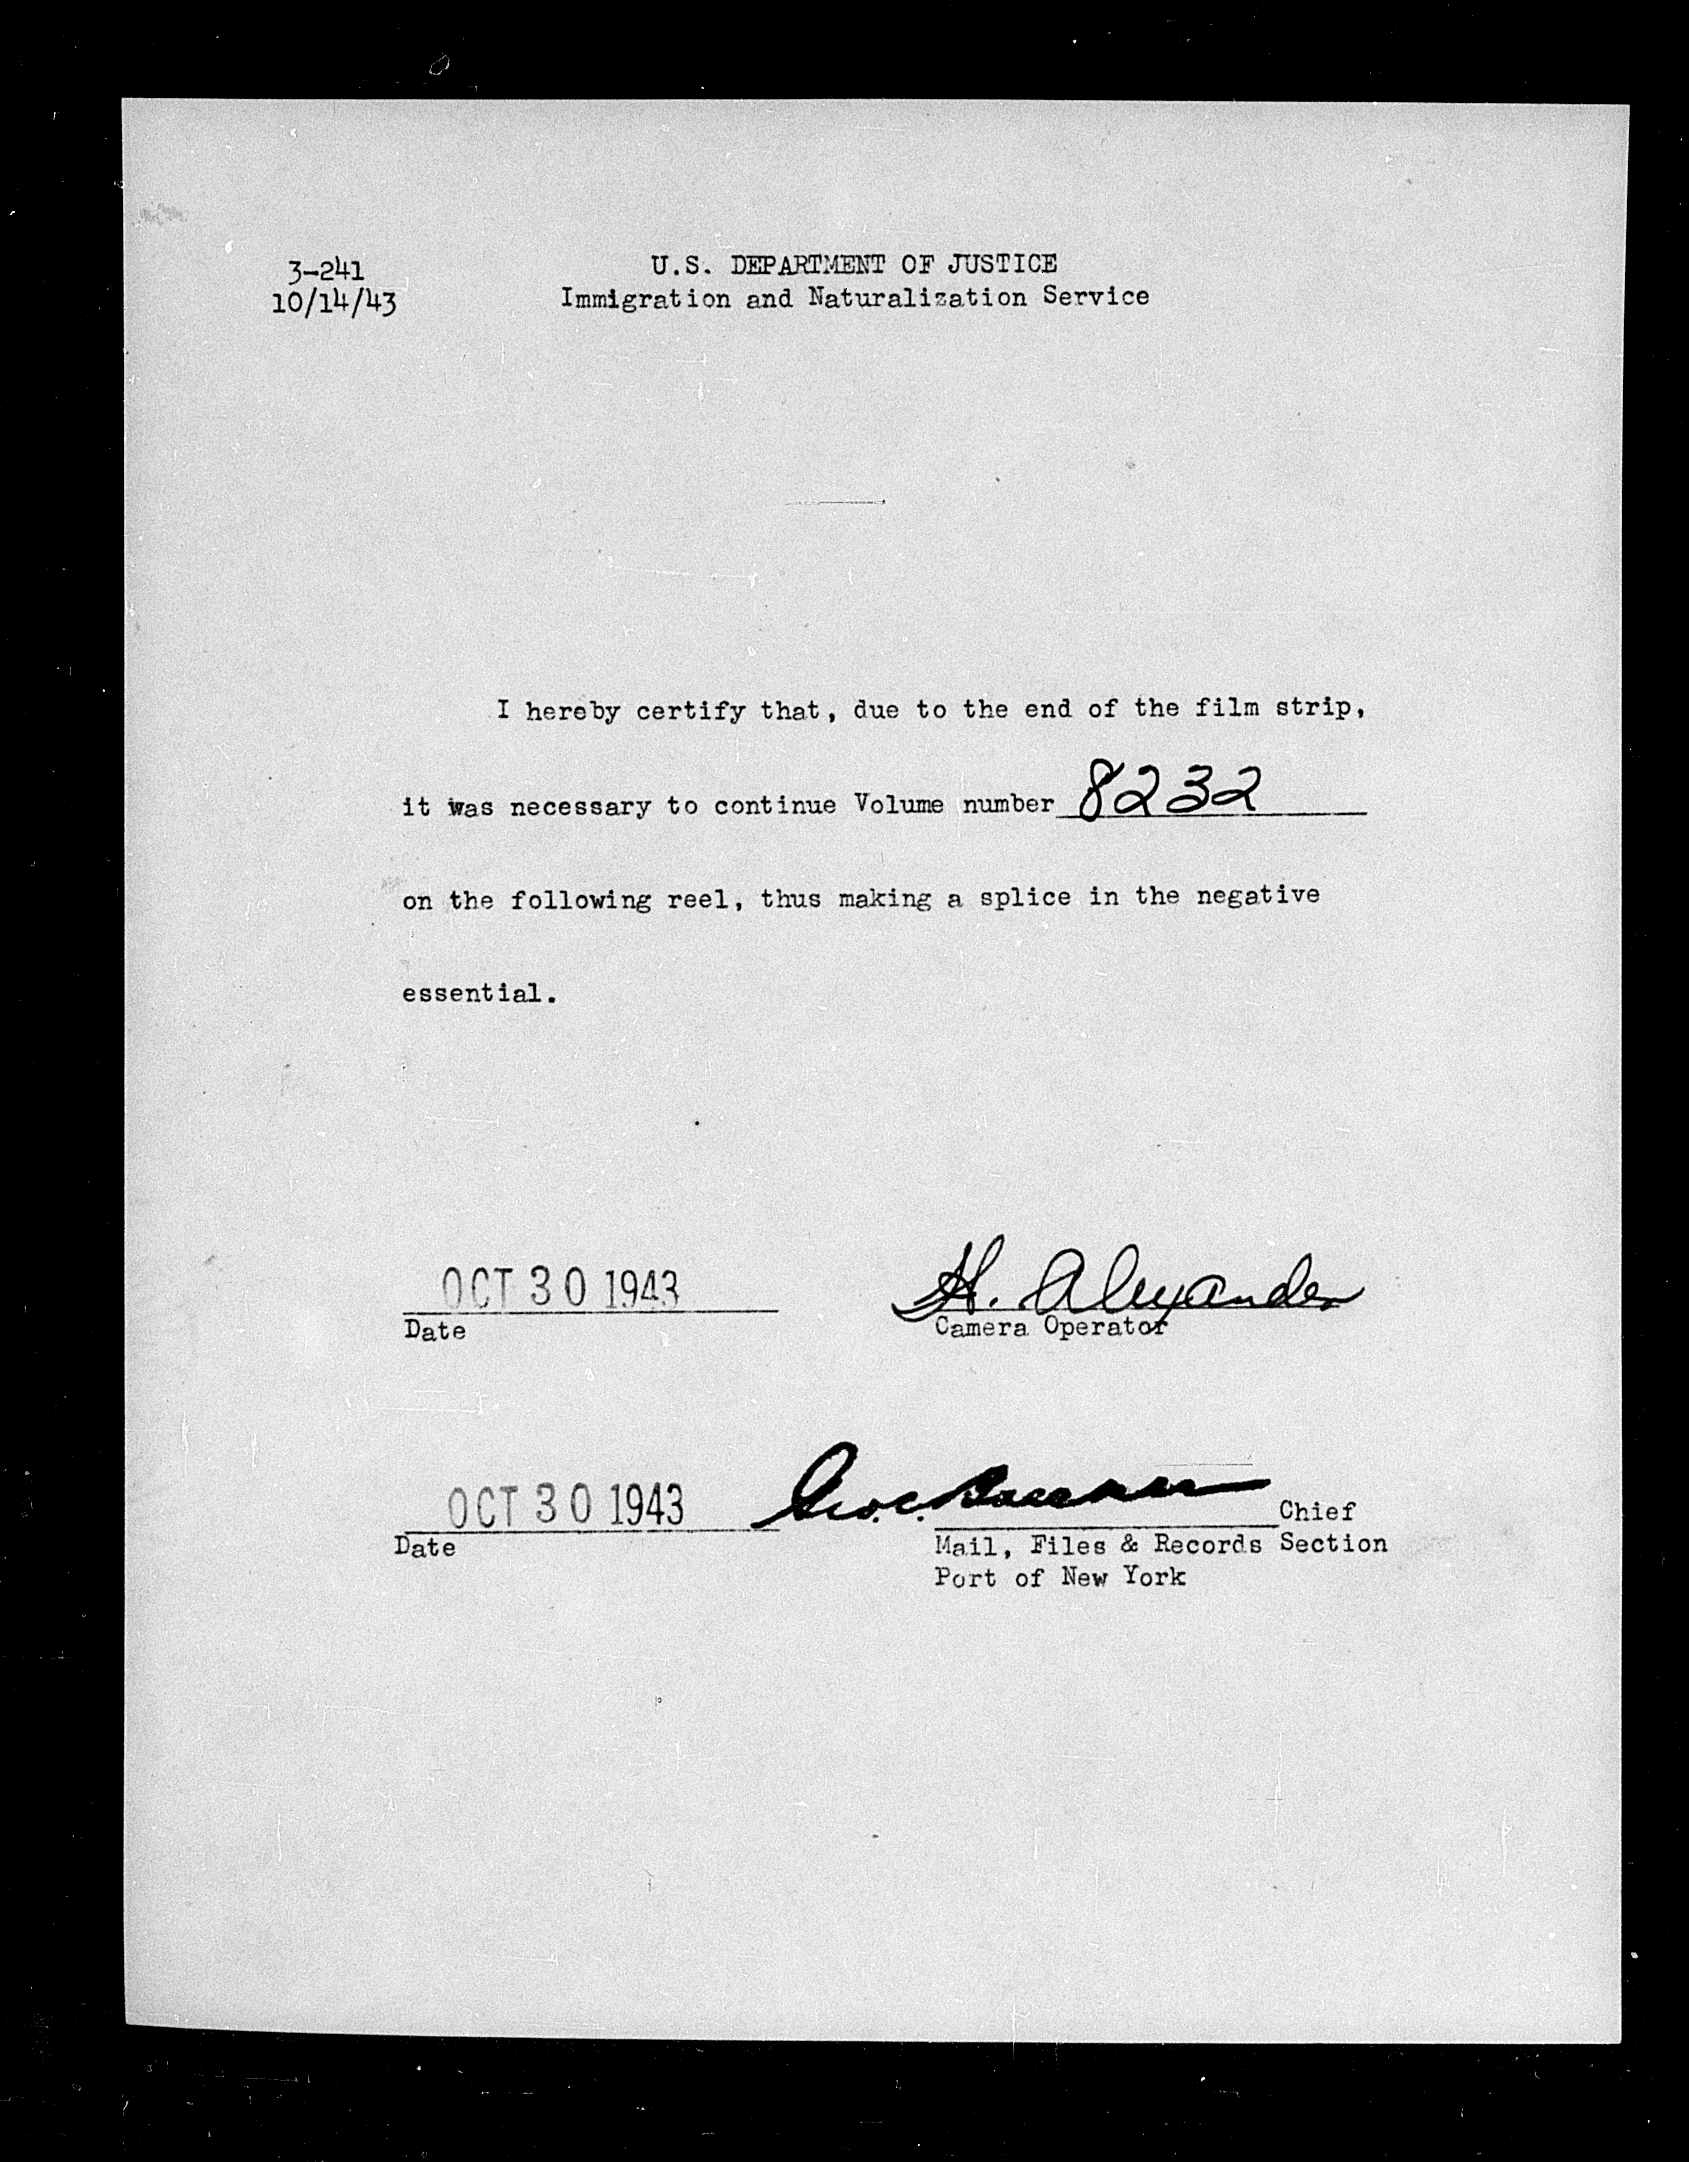 3-241
10/14/43
U.S. DEPARTMENT OF JUSTICE
Immigration and Naturalization Service
I hereby certify that, due to the end of the film strip,
it was necessary to continue Volume number 8232
on the following reel, thus making a splice in the negative
essential.
OCT 30 1943
H. Alexander
Date
Camera Operator
OCT 30 1943
Geo. C.
Chief
Date
Mail, Files & Records Section
Port of New York